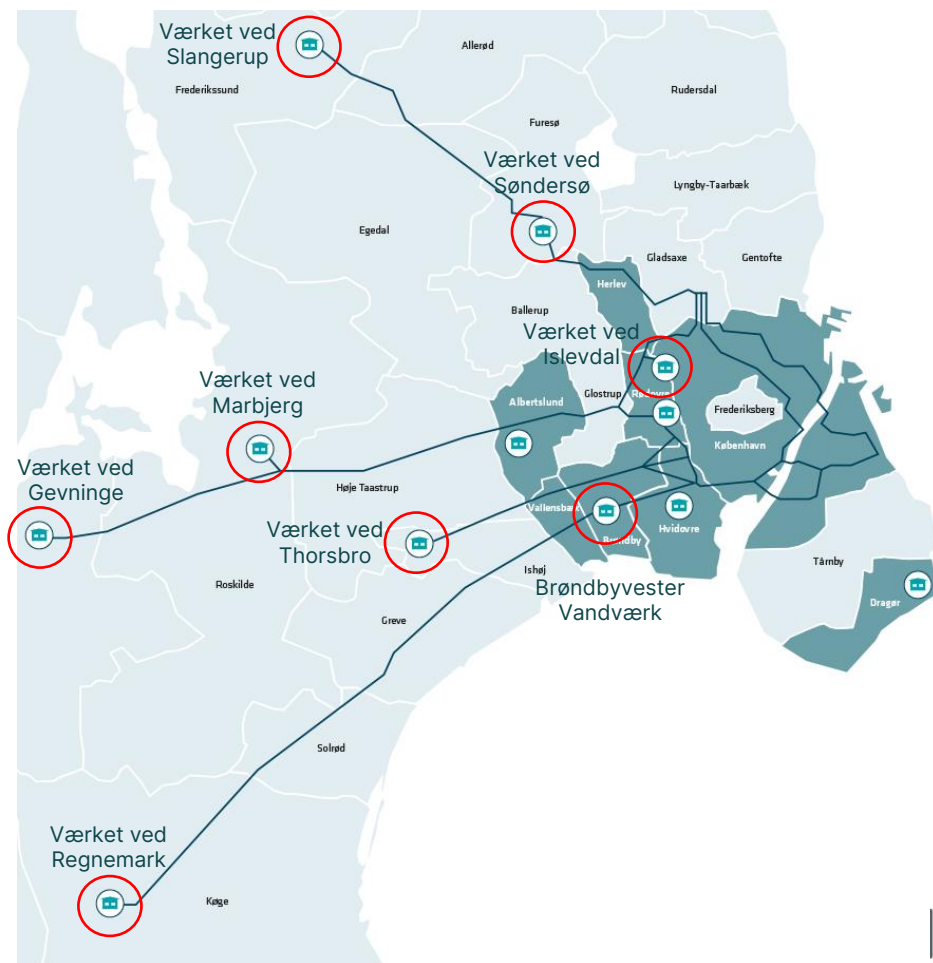 Værket ved
Slangerup
Allerød
Frederikssund
Rudersdal
Furesø
Værket ved
Søndersø
Lyngby-Taarbæk
Egedal
Gladsaxe
Gentofte
Herlev
Ballerup
Værket ved
Islevdal
Værket ved
Marbjerg
Glostrup
Rødovre
Albertslund
Frederiksberg
København
Værket ved
Gevninge
Høje Taastrup
Værket ved
Thorsbro
Vallensbæk
Hvidovre
Brøndby
Tårnby
Ishøj
Roskilde
Brøndbyvester
Vandværk
Dragør
Greve
Solrød
Værket ved
Regnemark
Køge